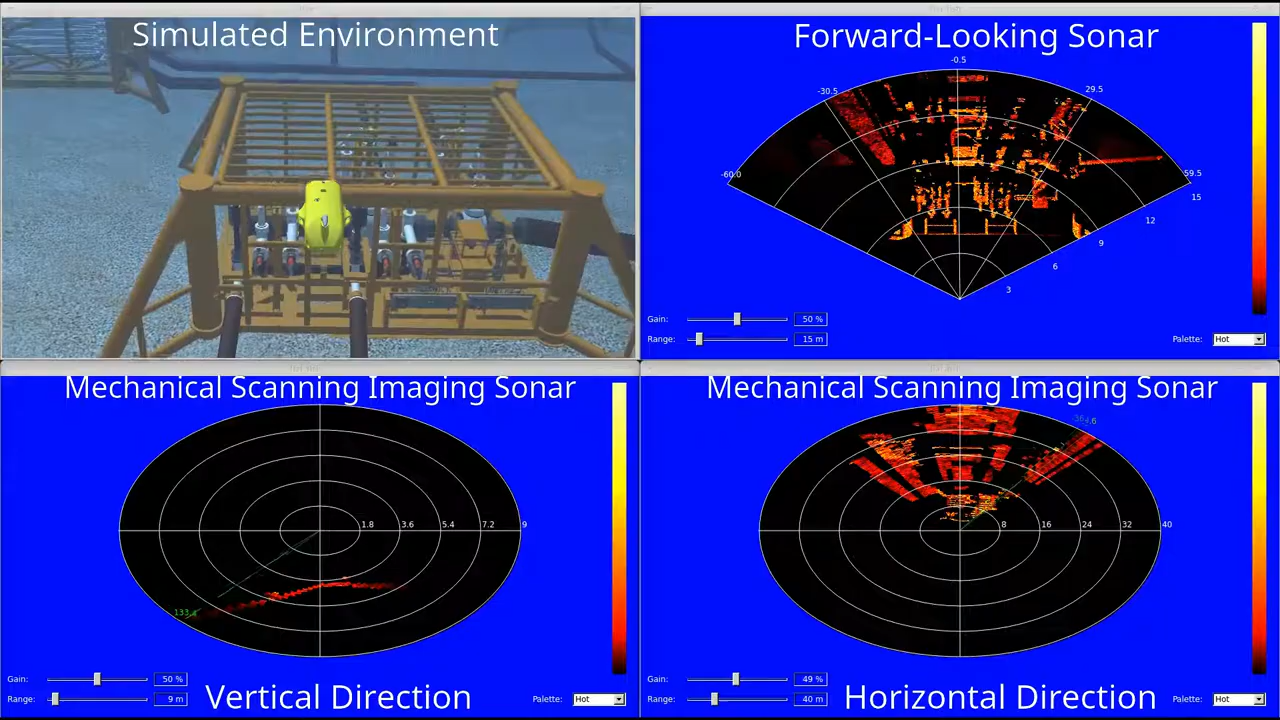 Simulated Environment
Forward-Looking Sonar
-0.5
-30.5
29.5
-60.0
59.5
15
12
9
6
3
Gain:
50 %
Range:
15 m
Palette:
Hot
Mechanical Scanning Imaging Sonar
1.8
3.6
5.4
7.2
9
Gain:
50 %
Range:
9 m
Palette:
Hot
Vertical Direction
Mechanical Scanning Imaging Sonar
8
16
24
32
40
Gain:
49 %
Range:
40 m
Palette:
Hot
Horizontal Direction